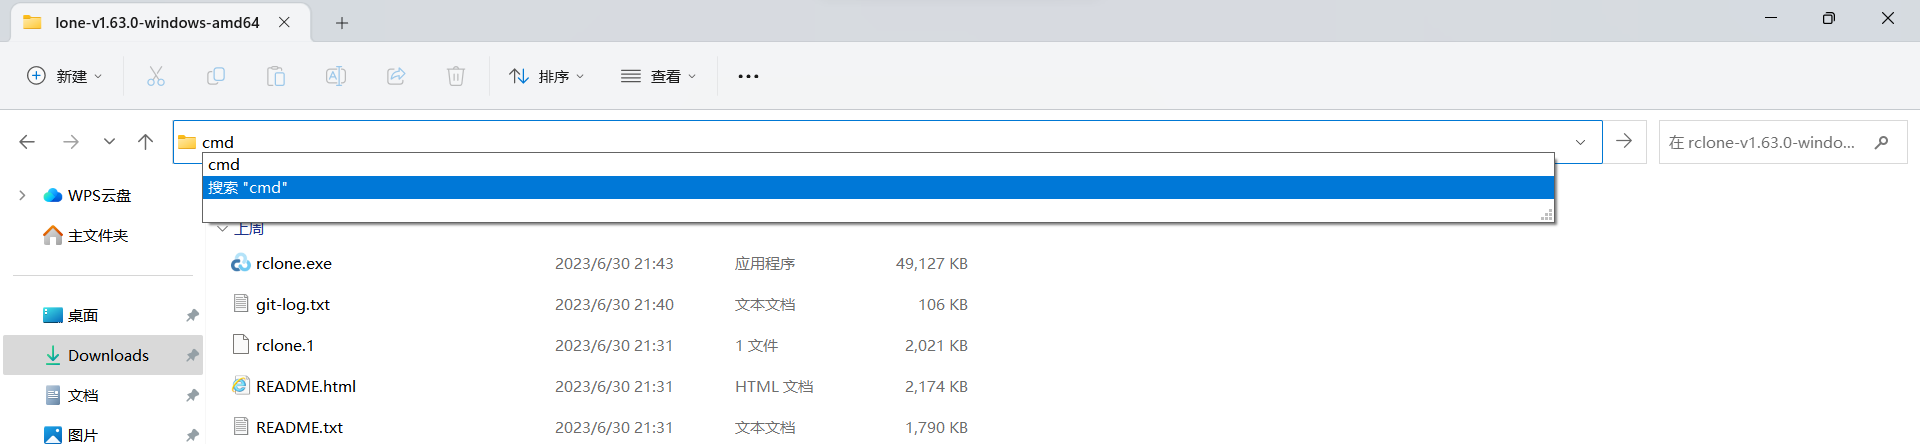 lone-v1.63.0-windows-amd64
新建
排序
查看
cmd
在 rclone-v1.63.0-windo...
cmd
搜索 "cmd"
WPS云盘
主文件夹
上周
rclone.exe 2023/6/30 21:43 应用程序 49,127 KB
git-log.txt 2023/6/30 21:40 文本文档 106 KB
rclone.1 2023/6/30 21:31 1 文件 2,021 KB
README.html 2023/6/30 21:31 HTML 文档 2,174 KB
README.txt 2023/6/30 21:31 文本文档 1,790 KB
桌面
Downloads
文档
图片